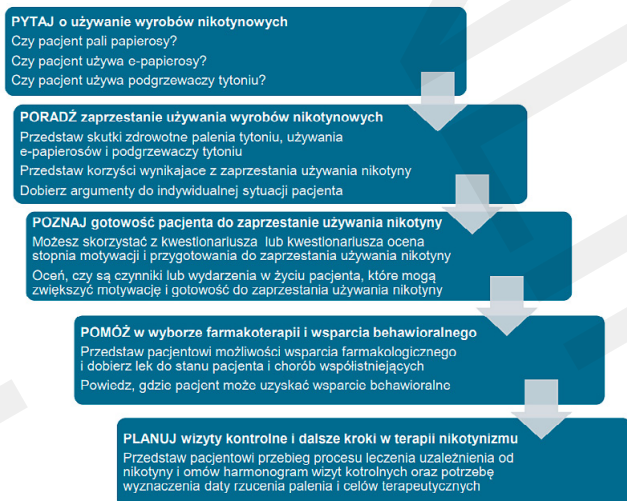 PYTAJ o używanie wyrobów nikotynowych
Czy pacjent pali papierosy?
Czy pacjent używa e-papierosy?
Czy pacjent używa podgrzewaczy tytoniu?
PORADŹ zaprzestanie używania wyrobów nikotynowych
Przedstaw skutki zdrowotne palenia tytoniu, używania
e-papierosów i podgrzewaczy tytoniu
Przedstaw korzyści wynikajace z zaprzestania używania nikotyny
Dobierz argumenty do indywidualnej sytuacji pacjenta
POZNAJ gotowość pacjenta do zaprzestanie używania nikotyny
Możesz skorzystać z kwestionariusza lub kwestionariusza ocena
stopnia motywacji i przygotowania do zaprzestania używania nikotyny
Oceń, czy są czynniki lub wydarzenia w życiu pacjenta, które mogą
zwiększyć motywację i gotowość do zaprzestania używania nikotyny
POMÓŻ w wyborze farmakoterapii i wsparcia behawioralnego
Przedstaw pacjentowi możliwości wsparcia farmakologicznego
i dobierz lek do stanu pacjenta i chorób współistniejących
Powiedz, gdzie pacjent może uzyskać wsparcie behawioralne
PLANUJ wizyty kontrolne i dalsze kroki w terapii nikotynizmu
Przedstaw pacjentowi przebieg procesu leczenia uzależnienia od
nikotyny i omów harmonogram wizyt kotrolnych oraz potrzebę
wyznaczenia daty rzucenia palenia i celów terapeutycznych